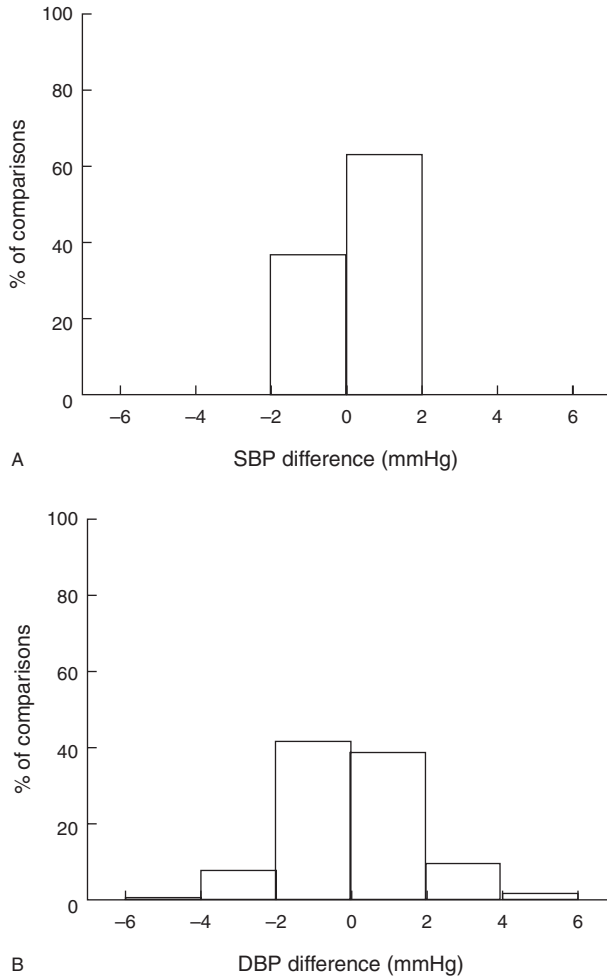 100
80
60
40
20
0
% of comparisons
–6 –4 –2 0 2 4 6
A
SBP difference (mmHg)
100
80
60
40
20
0
% of comparisons
–6 –4 –2 0 2 4 6
B
DBP difference (mmHg)